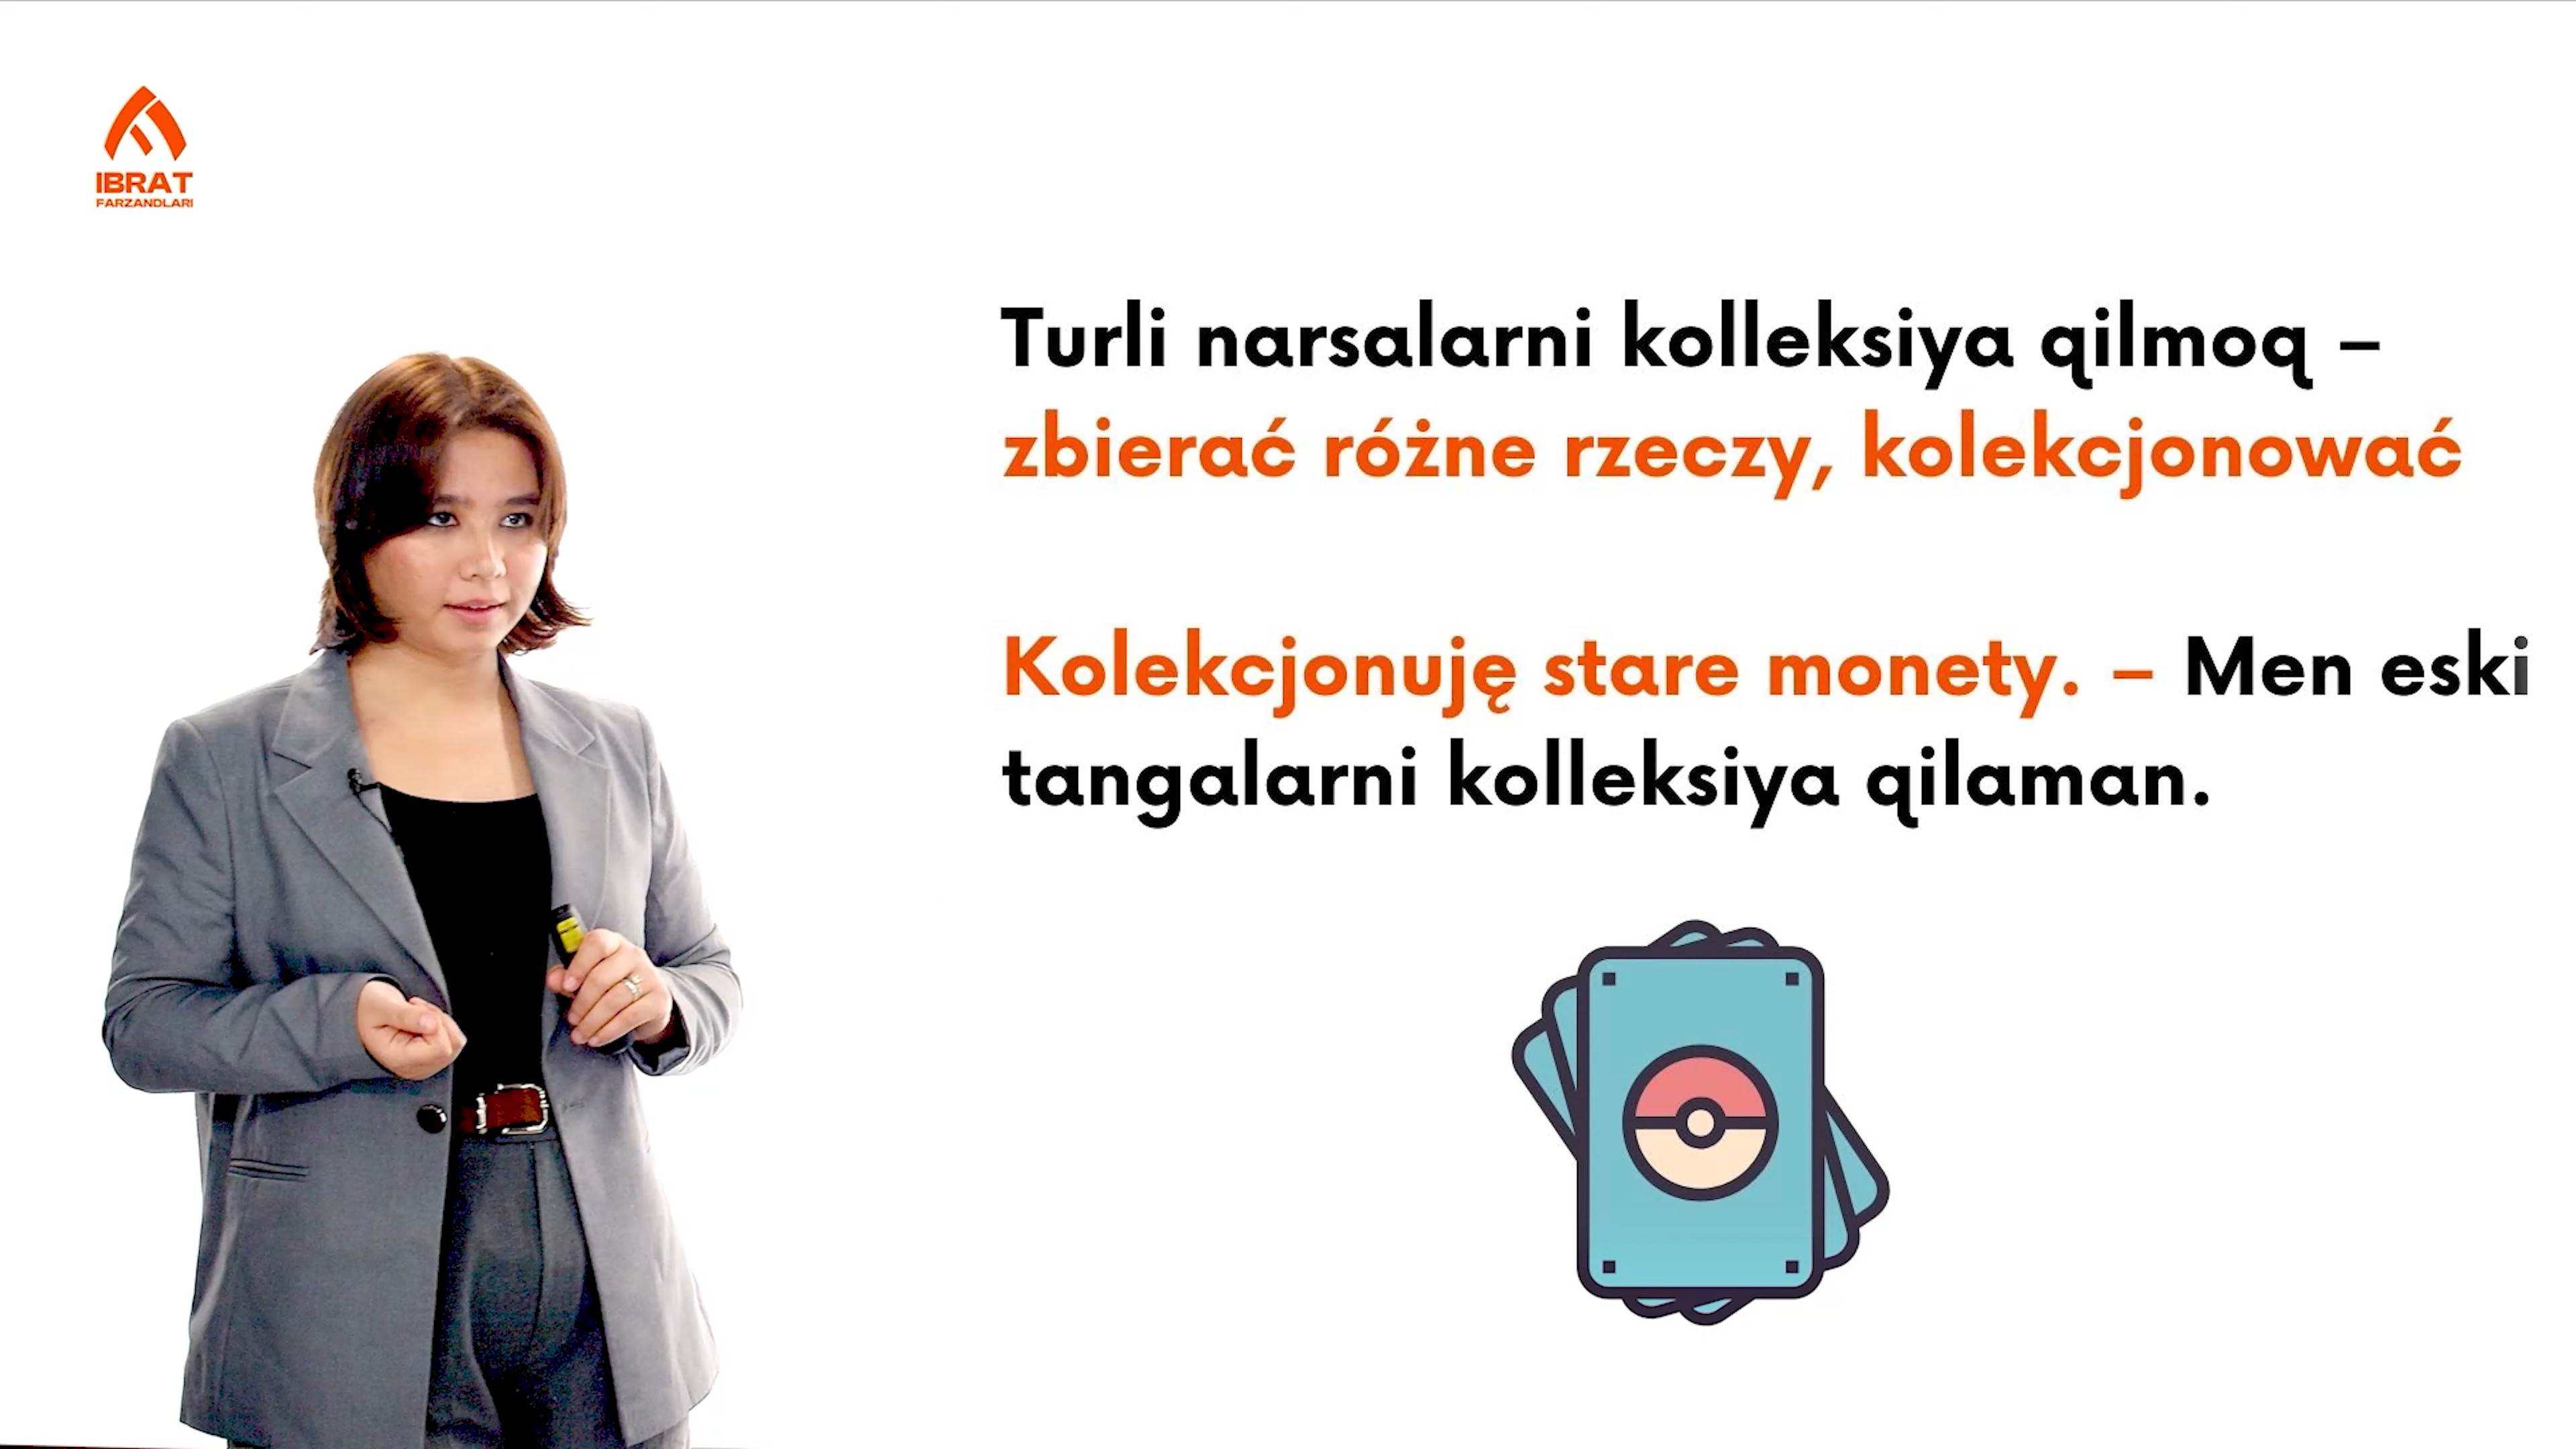 IBRAT
FARZANDLARI
Turli narsalarni kolleksiya qilmoq –
zbierać różne rzeczy, kolekcjonować
Kolekcjonuję stare monety. – Men eski
tangalarni kolleksiya qilaman.